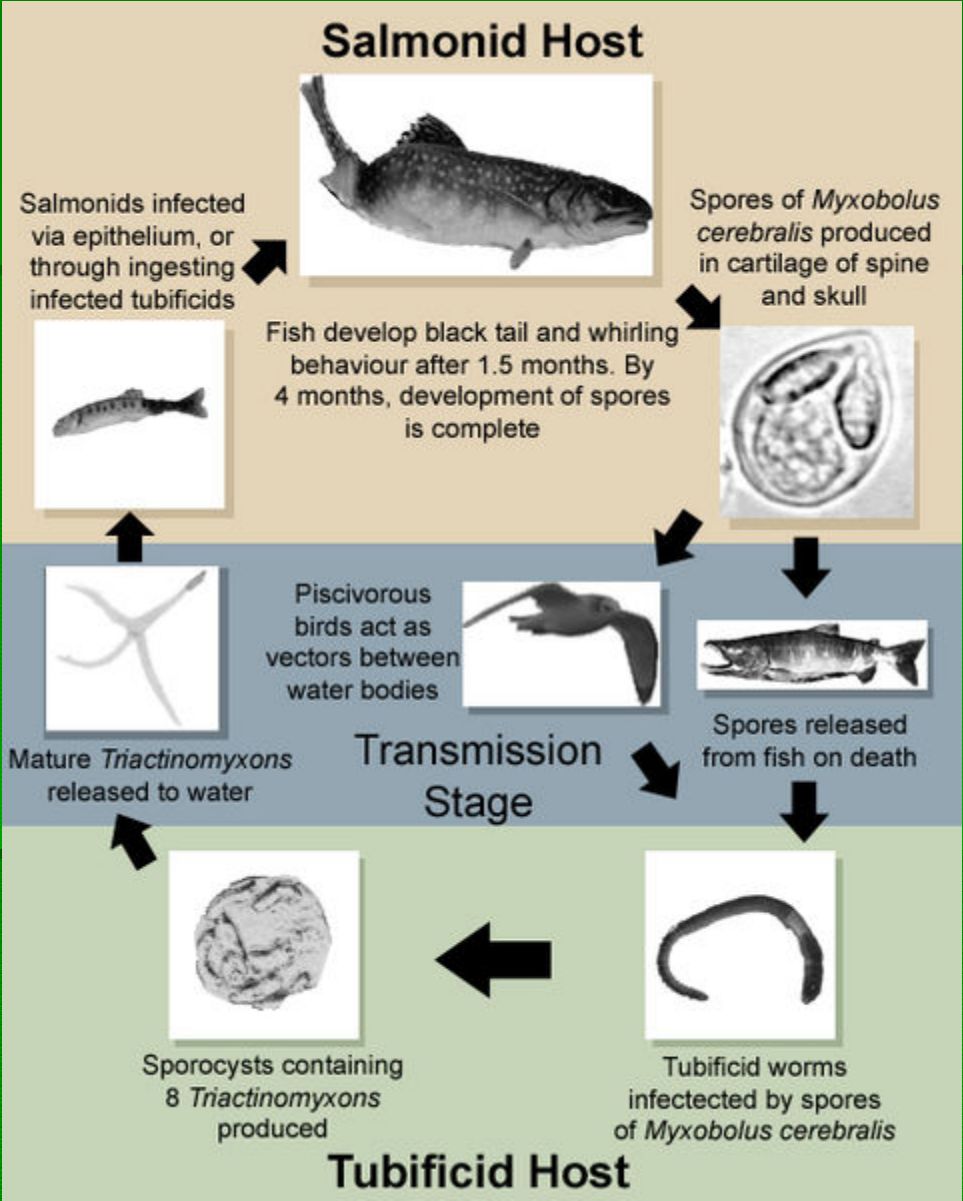 Salmonid Host
Salmonids infected
via epithelium, or
through ingesting
infected tubificids
Spores of Myxobolus
cerebralis produced
in cartilage of spine
and skull
Fish develop black tail and whirling
behaviour after 1.5 months. By
4 months, development of spores
is complete
Piscivorous
birds act as
vectors between
water bodies
Spores released
from fish on death
Mature Triactinomyxons
released to water
Transmission
Stage
Sporocysts containing
8 Triactinomyxons
produced
Tubificid worms
infectected by spores
of Myxobolus cerebralis
Tubificid Host